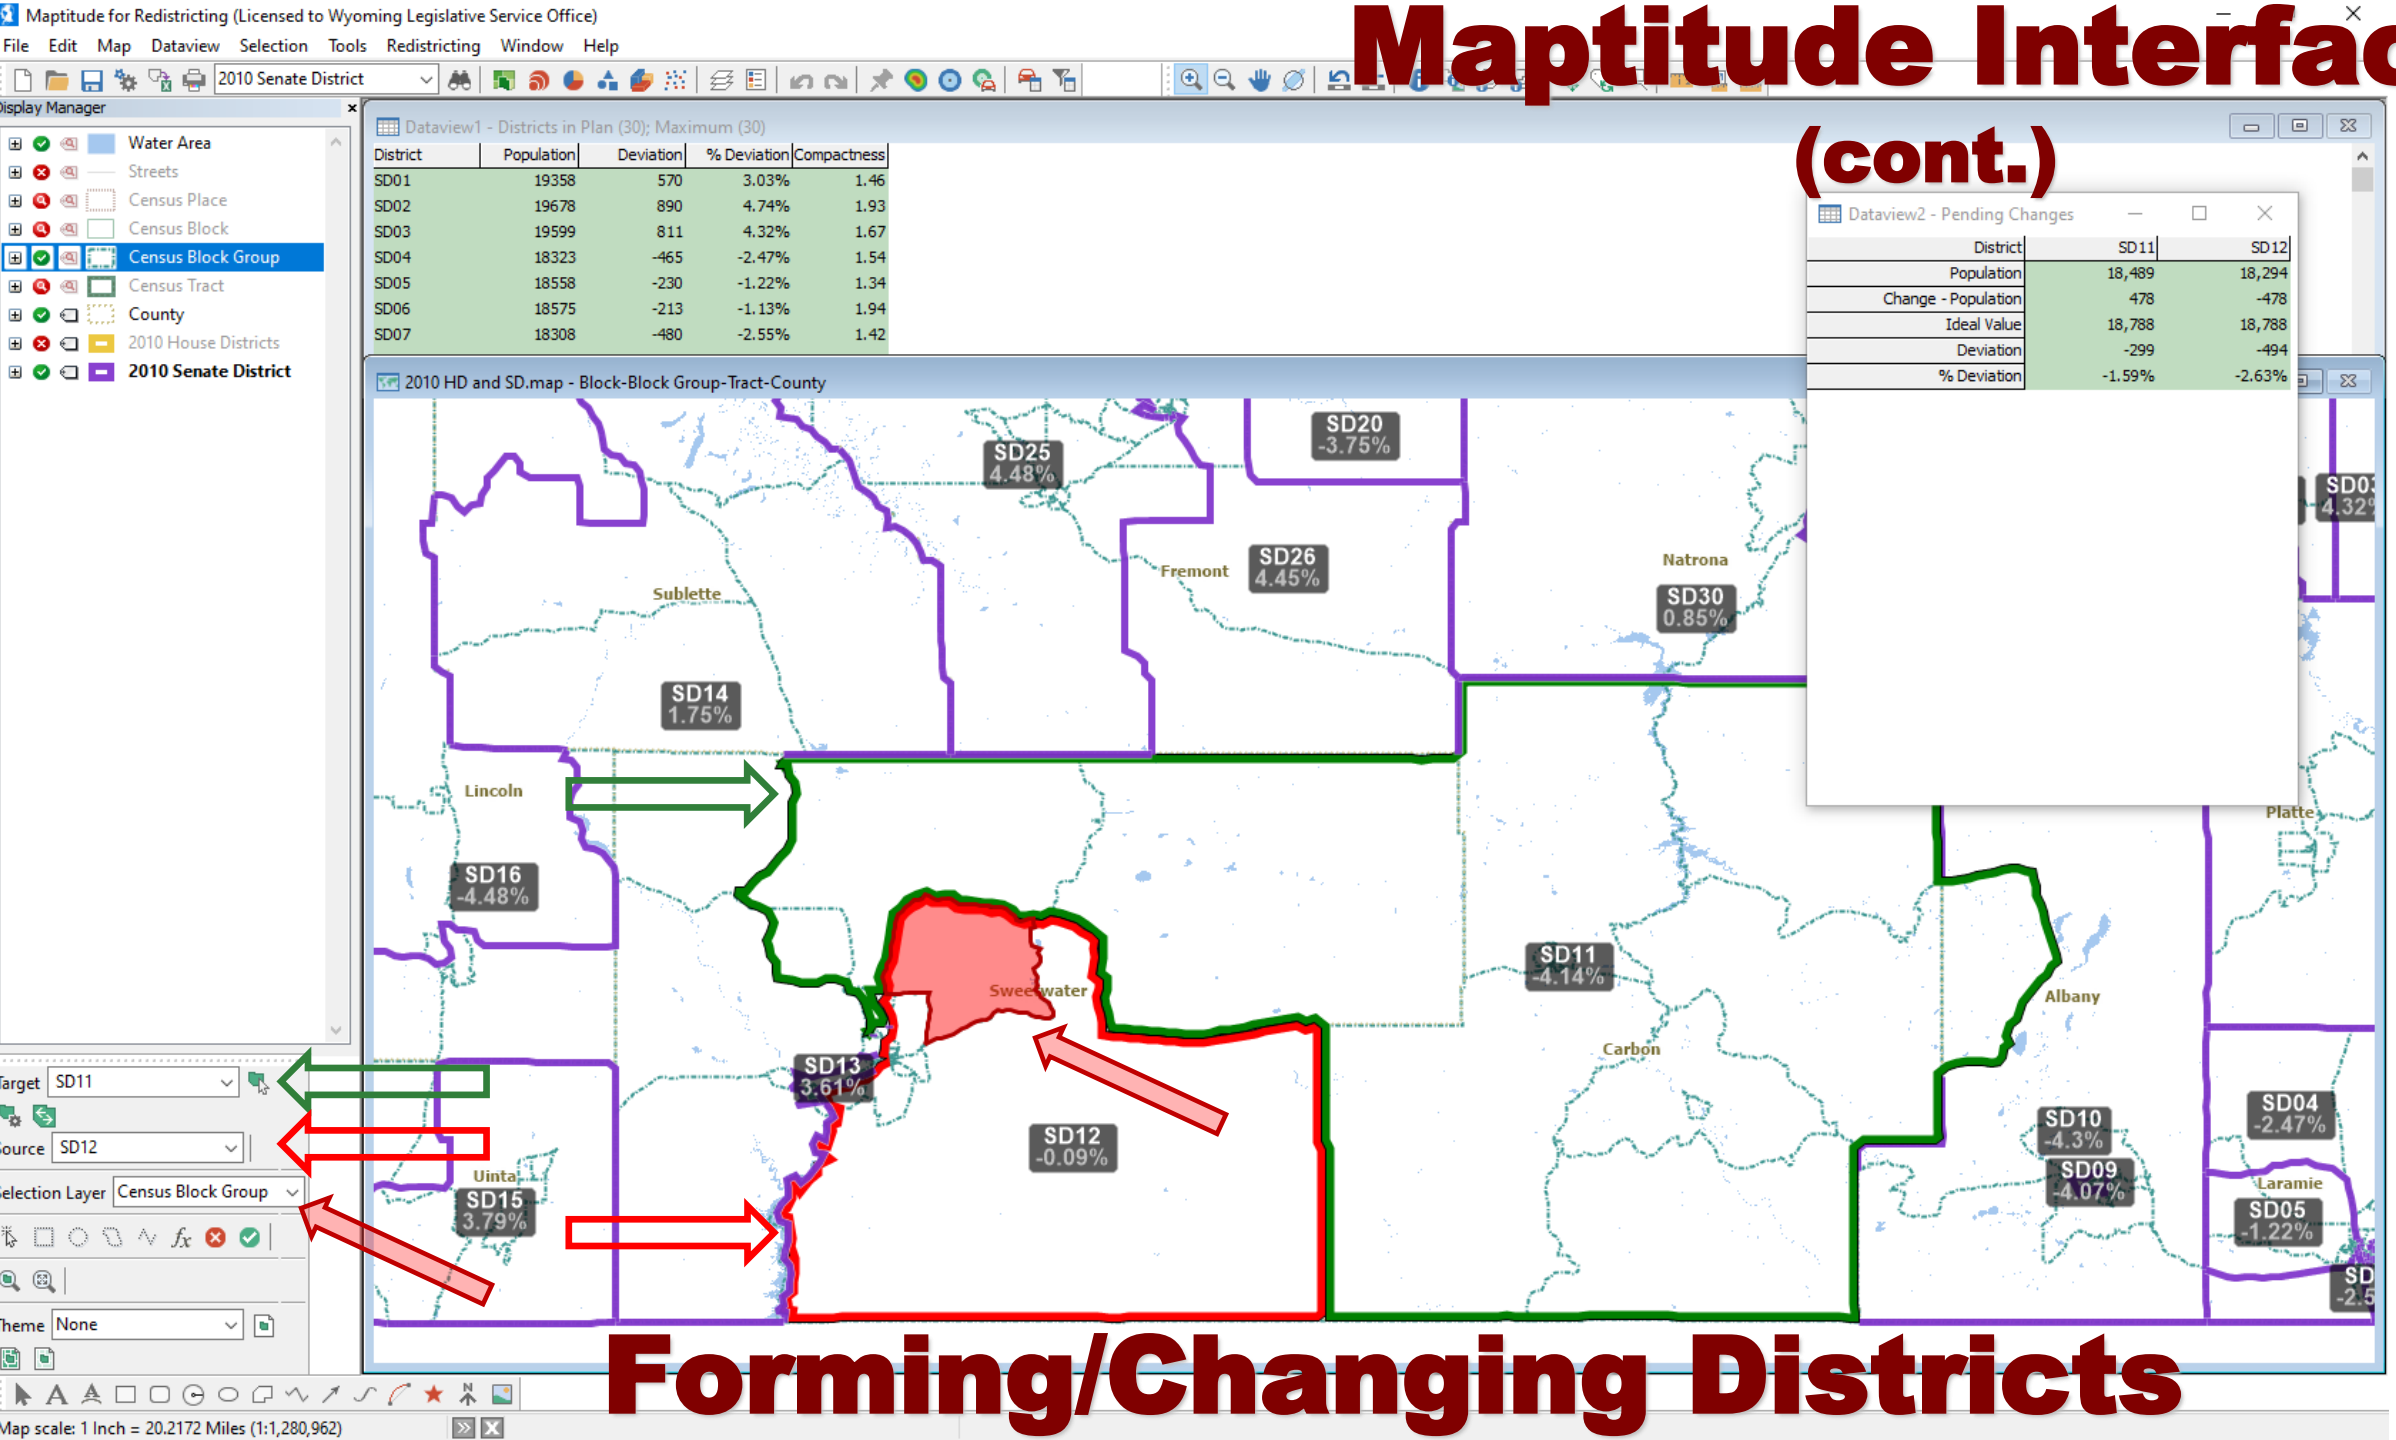 Maptitude for Redistricting (Licensed to Wyoming Legislative Service Office)
Maptitude Interfac
(cont.)
File Edit Map Dataview Selection Tools Redistricting Window Help
2010 Senate District
Display Manager
Water Area
Streets
Census Place
Census Block
Census Block Group
Census Tract
County
2010 House Districts
2010 Senate District
Dataview1 - Districts in Plan (30); Maximum (30)
District Population Deviation % Deviation Compactness
SD01 19358 570 3.03% 1.46
SD02 19678 890 4.74% 1.93
SD03 19599 811 4.32% 1.67
SD04 18323 -465 -2.47% 1.54
SD05 18558 -230 -1.22% 1.34
SD06 18575 -213 -1.13% 1.94
SD07 18308 -480 -2.55% 1.42
Dataview2 - Pending Changes
District SD11 SD12
Population 18,489 18,294
Change - Population 478 -478
Ideal Value 18,788 18,788
Deviation -299 -494
% Deviation -1.59% -2.63%
2010 HD and SD.map - Block-Block Group-Tract-County
SD20
-3.75%
SD25
4.48%
SD03
4.32%
SD26
4.45%
Fremont
Natrona
Sublette
SD30
0.85%
SD14
1.75%
Lincoln
Platte
SD16
-4.48%
SD11
-4.14%
Sweetwater
Albany
Carbon
SD13
3.61%
SD12
-0.09%
SD10
-4.3%
SD04
-2.47%
SD09
-4.07%
Uinta
SD15
3.79%
Laramie
SD05
-1.22%
SD
-2.5
Target SD11
Source SD12
Selection Layer Census Block Group
fx
Theme None
Forming/Changing Districts
A A N
Map scale: 1 Inch = 20.2172 Miles (1:1,280,962)